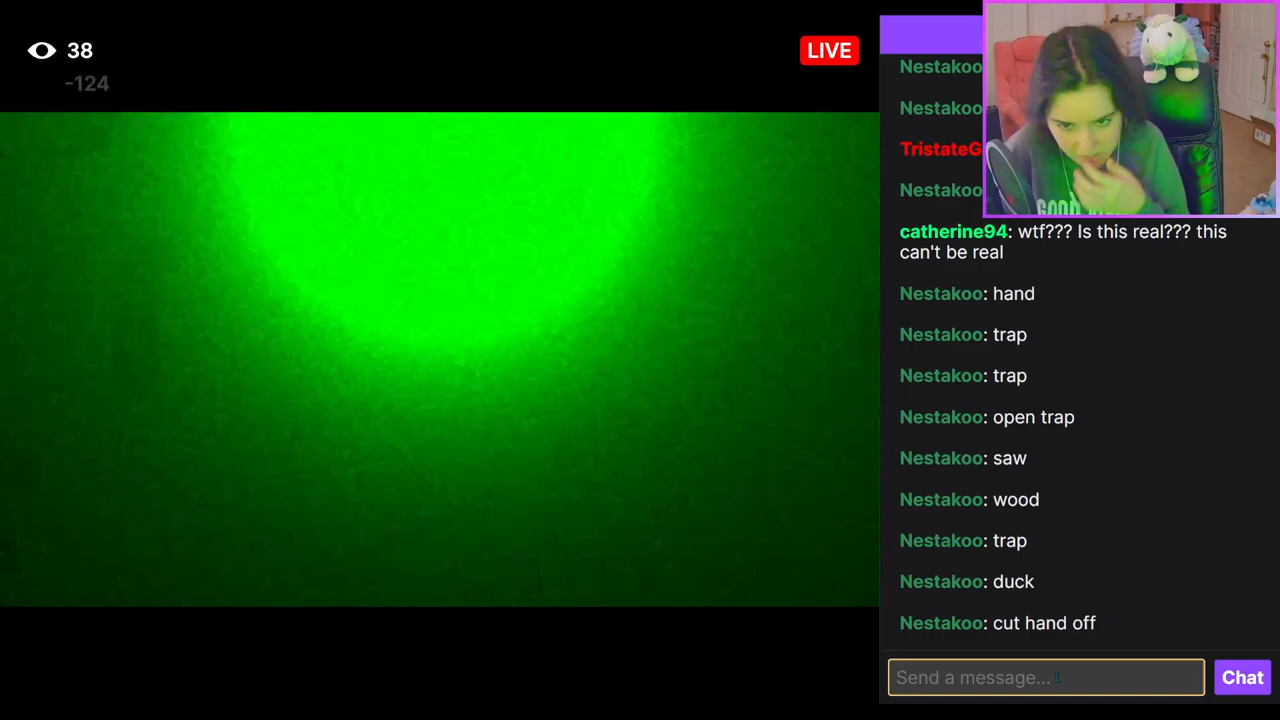 38
LIVE
-124
Nestakoo
Nestakoo
TristateG
Nestakoo
catherine94: wtf??? Is this real??? this
can't be real
Nestakoo: hand
Nestakoo: trap
Nestakoo: trap
Nestakoo: open trap
Nestakoo: saw
Nestakoo: wood
Nestakoo: trap
Nestakoo: duck
Nestakoo: cut hand off
Send a message...
Chat
GOOD